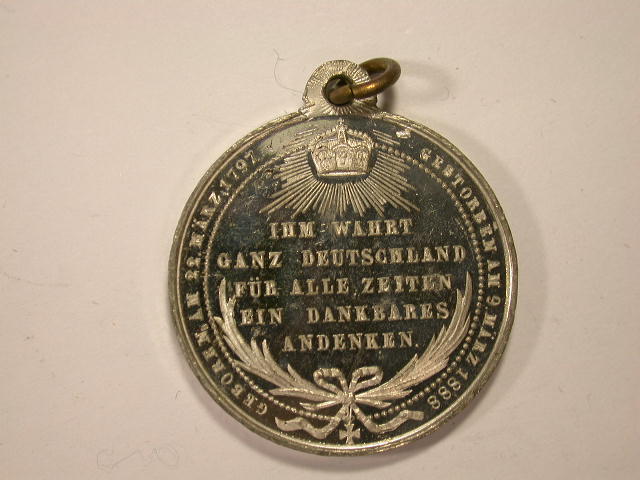 GEBOREN AM 22. MÄRZ 1797.
GESTORBEN AM 9 MÄRZ 1888
IHM WAHRT
GANZ DEUTSCHLAND
FÜR ALLE ZEITEN
EIN DANKBARES
ANDENKEN.